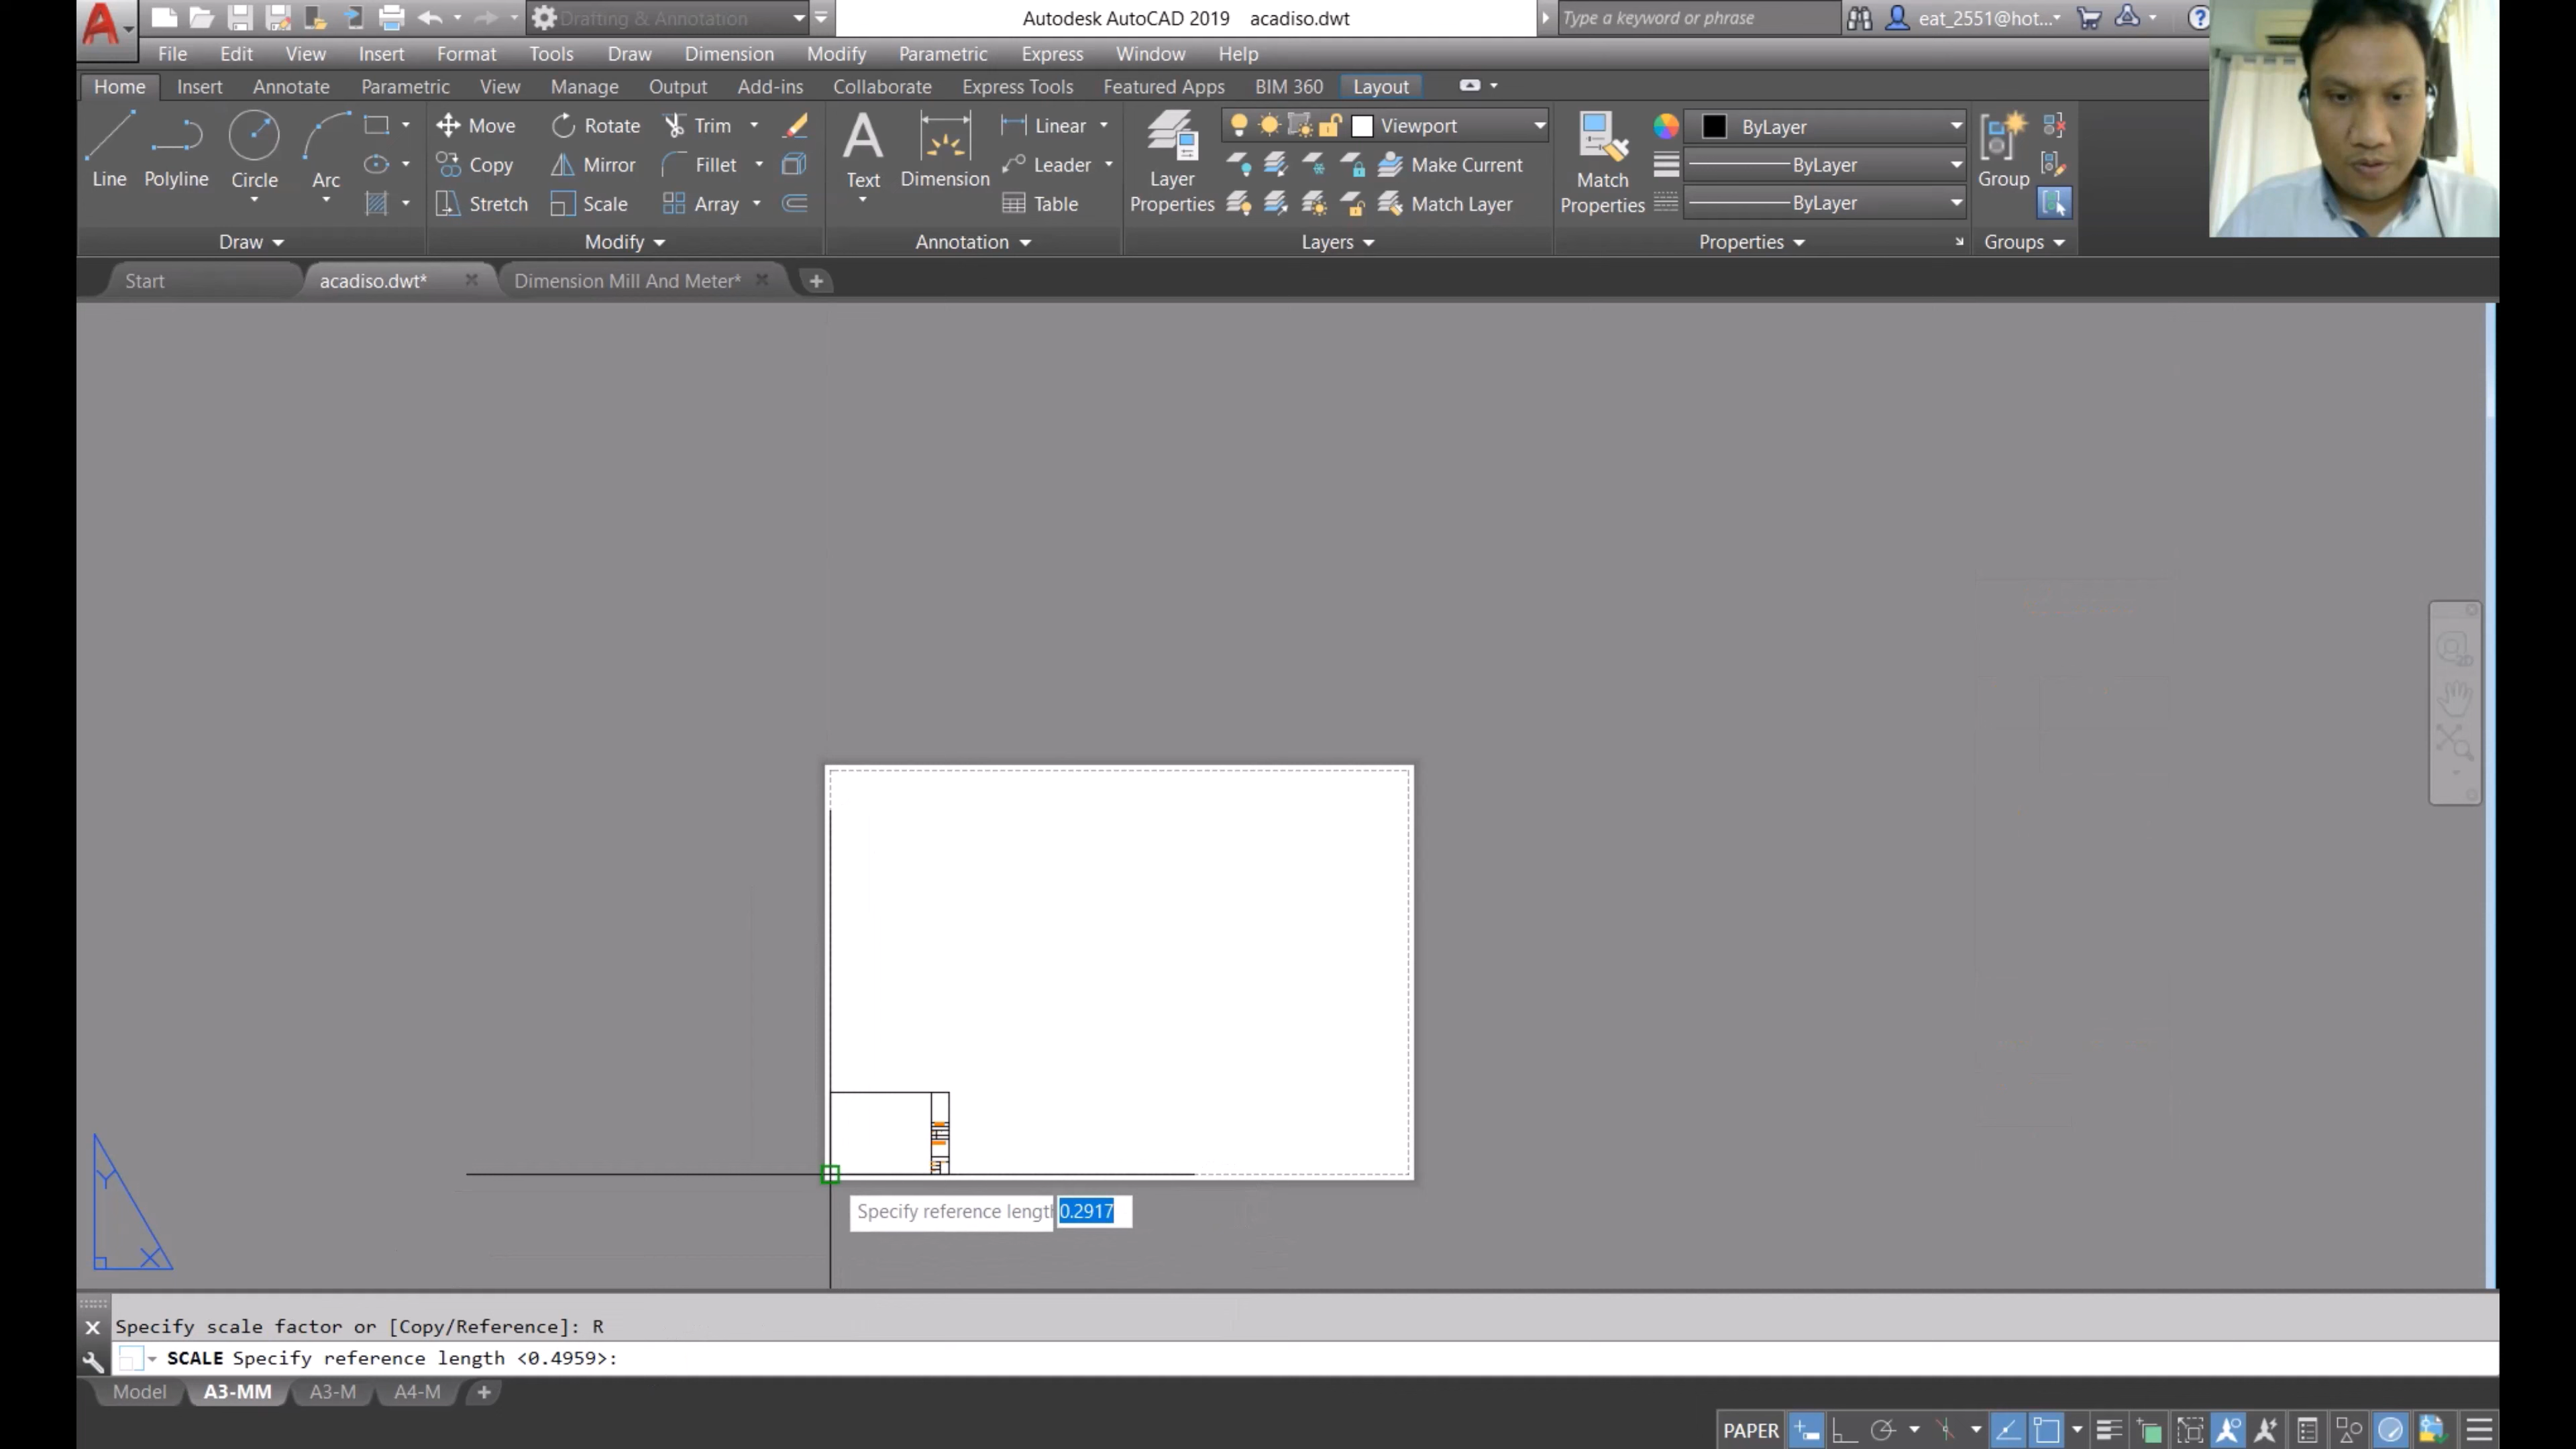 Drafting & Annotation
Autodesk AutoCAD 2019 acadiso.dwt
Type a keyword or phrase
eat_2551@hot...
File Edit View Insert Format Tools Draw Dimension Modify Parametric Express Window Help
Home Insert Annotate Parametric View Manage Output Add-ins Collaborate Express Tools Featured Apps BIM 360 Layout
Line Polyline Circle Arc
Move Rotate Trim
Copy Mirror Fillet
Stretch Scale Array
Text Dimension
Linear
Leader
Table
Layer Properties
Viewport
Make Current
Match Layer
Match Properties
ByLayer
ByLayer
ByLayer
Group
Draw Modify Annotation Layers Properties Groups
Start acadiso.dwt* Dimension Mill And Meter*
Specify reference lengt
0.2917
Y
X
Specify scale factor or [Copy/Reference]: R
SCALE Specify reference length <0.4959>:
Model A3-MM A3-M A4-M
PAPER